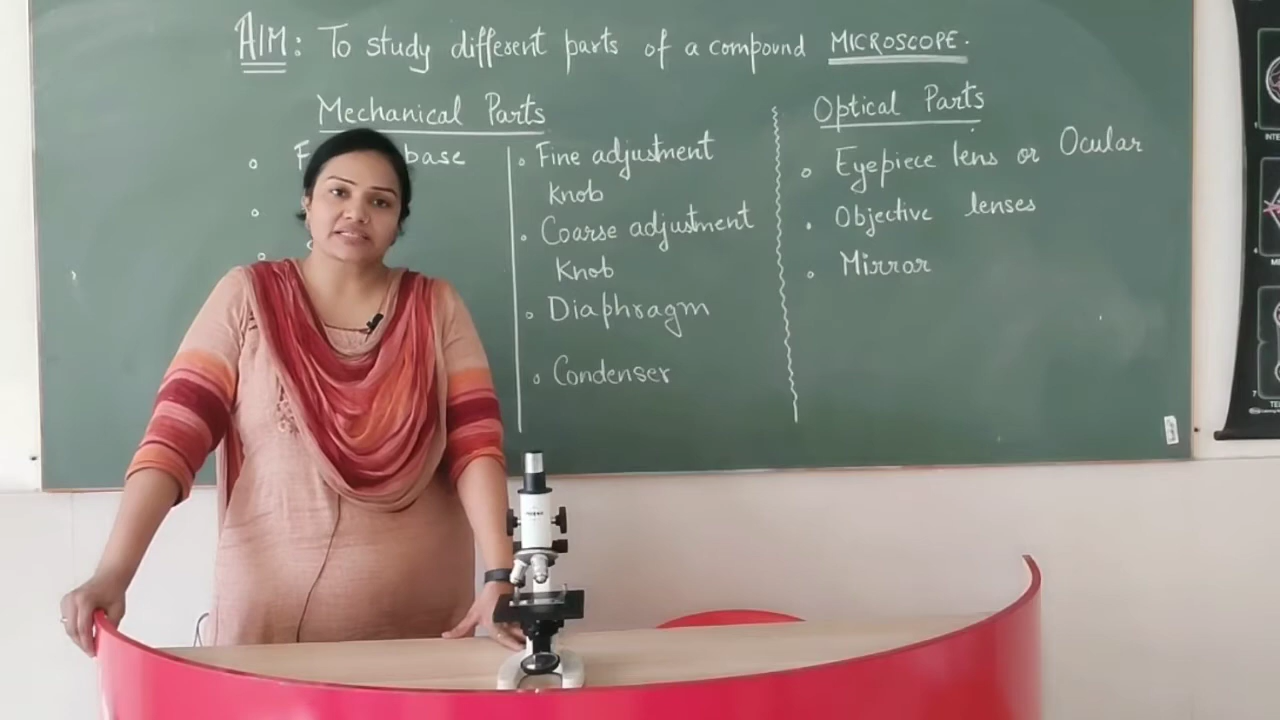 AIM: To study different parts of a compound MICROSCOPE.
Mechanical Parts
base
Fine adjustment
Knob
Coarse adjustment
Knob
Diaphragm
Condenser
Optical Parts
Eyepiece lens or Ocular
Objective lenses
Mirror